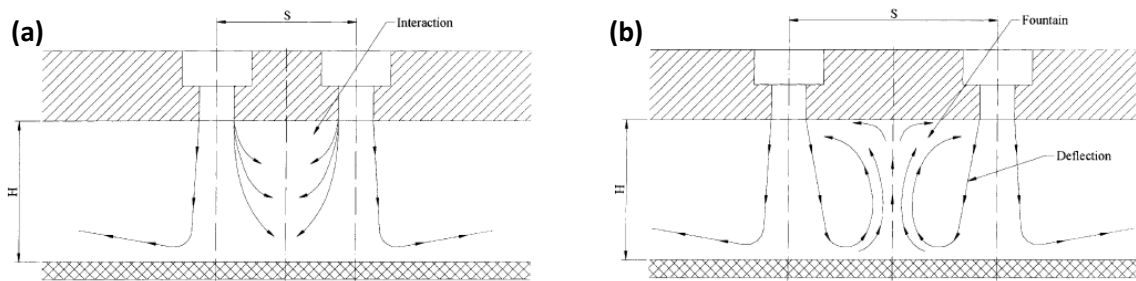 (a)
S
Interaction
H
(b)
S
Fountain
Deflection
H